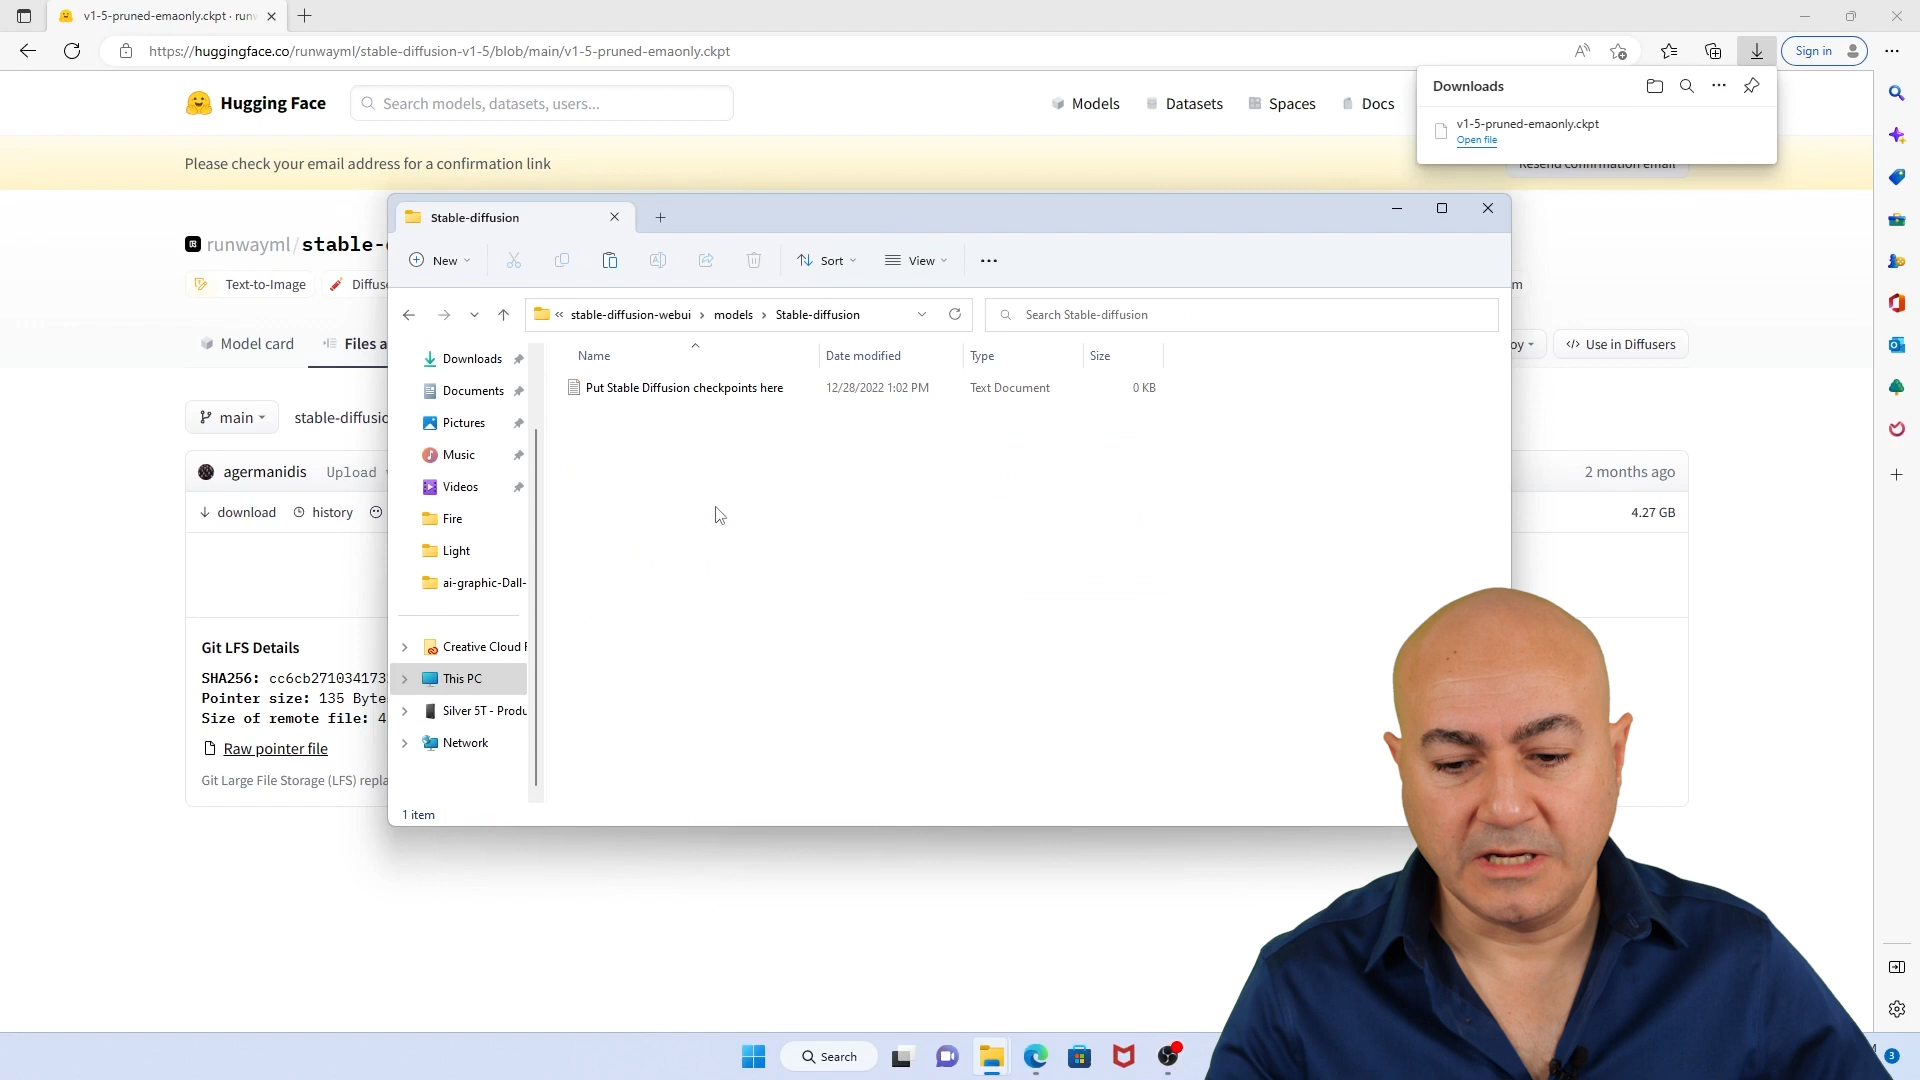 v1-5-pruned-emaonly.ckpt · run
https://huggingface.co/runwayml/stable-diffusion-v1-5/blob/main/v1-5-pruned-emaonly.ckpt
Sign in
Hugging Face
Search models, datasets, users...
Models
Datasets
Spaces
Docs
Downloads
v1-5-pruned-emaonly.ckpt
Open file
Please check your email address for a confirmation link
Resend confirmation email
runwayml/stable-
Text-to-Image
Diffuse
Model card
Files a
oy
Use in Diffusers
main
stable-diffusio
agermanidis Upload
2 months ago
download
history
4.27 GB
Git LFS Details
SHA256: cc6cb271034173
Pointer size: 135 Byte
Size of remote file: 4
Raw pointer file
Git Large File Storage (LFS) repla
Stable-diffusion
New
Sort
View
« stable-diffusion-webui > models > Stable-diffusion
Search Stable-diffusion
Name Date modified Type Size
Put Stable Diffusion checkpoints here 12/28/2022 1:02 PM Text Document 0 KB
Downloads
Documents
Pictures
Music
Videos
Fire
Light
ai-graphic-Dall-
Creative Cloud F
This PC
Silver 5T - Produ
Network
1 item
Search
3